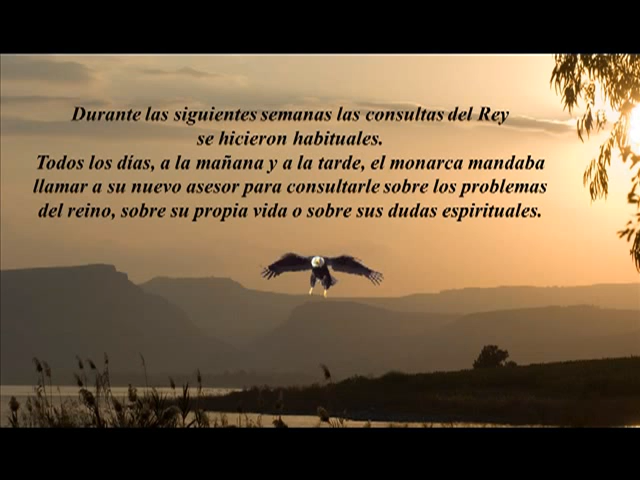 Durante las siguientes semanas las consultas del Rey
se hicieron habituales.
Todos los días, a la mañana y a la tarde, el monarca mandaba
llamar a su nuevo asesor para consultarle sobre los problemas
del reino, sobre su propia vida o sobre sus dudas espirituales.